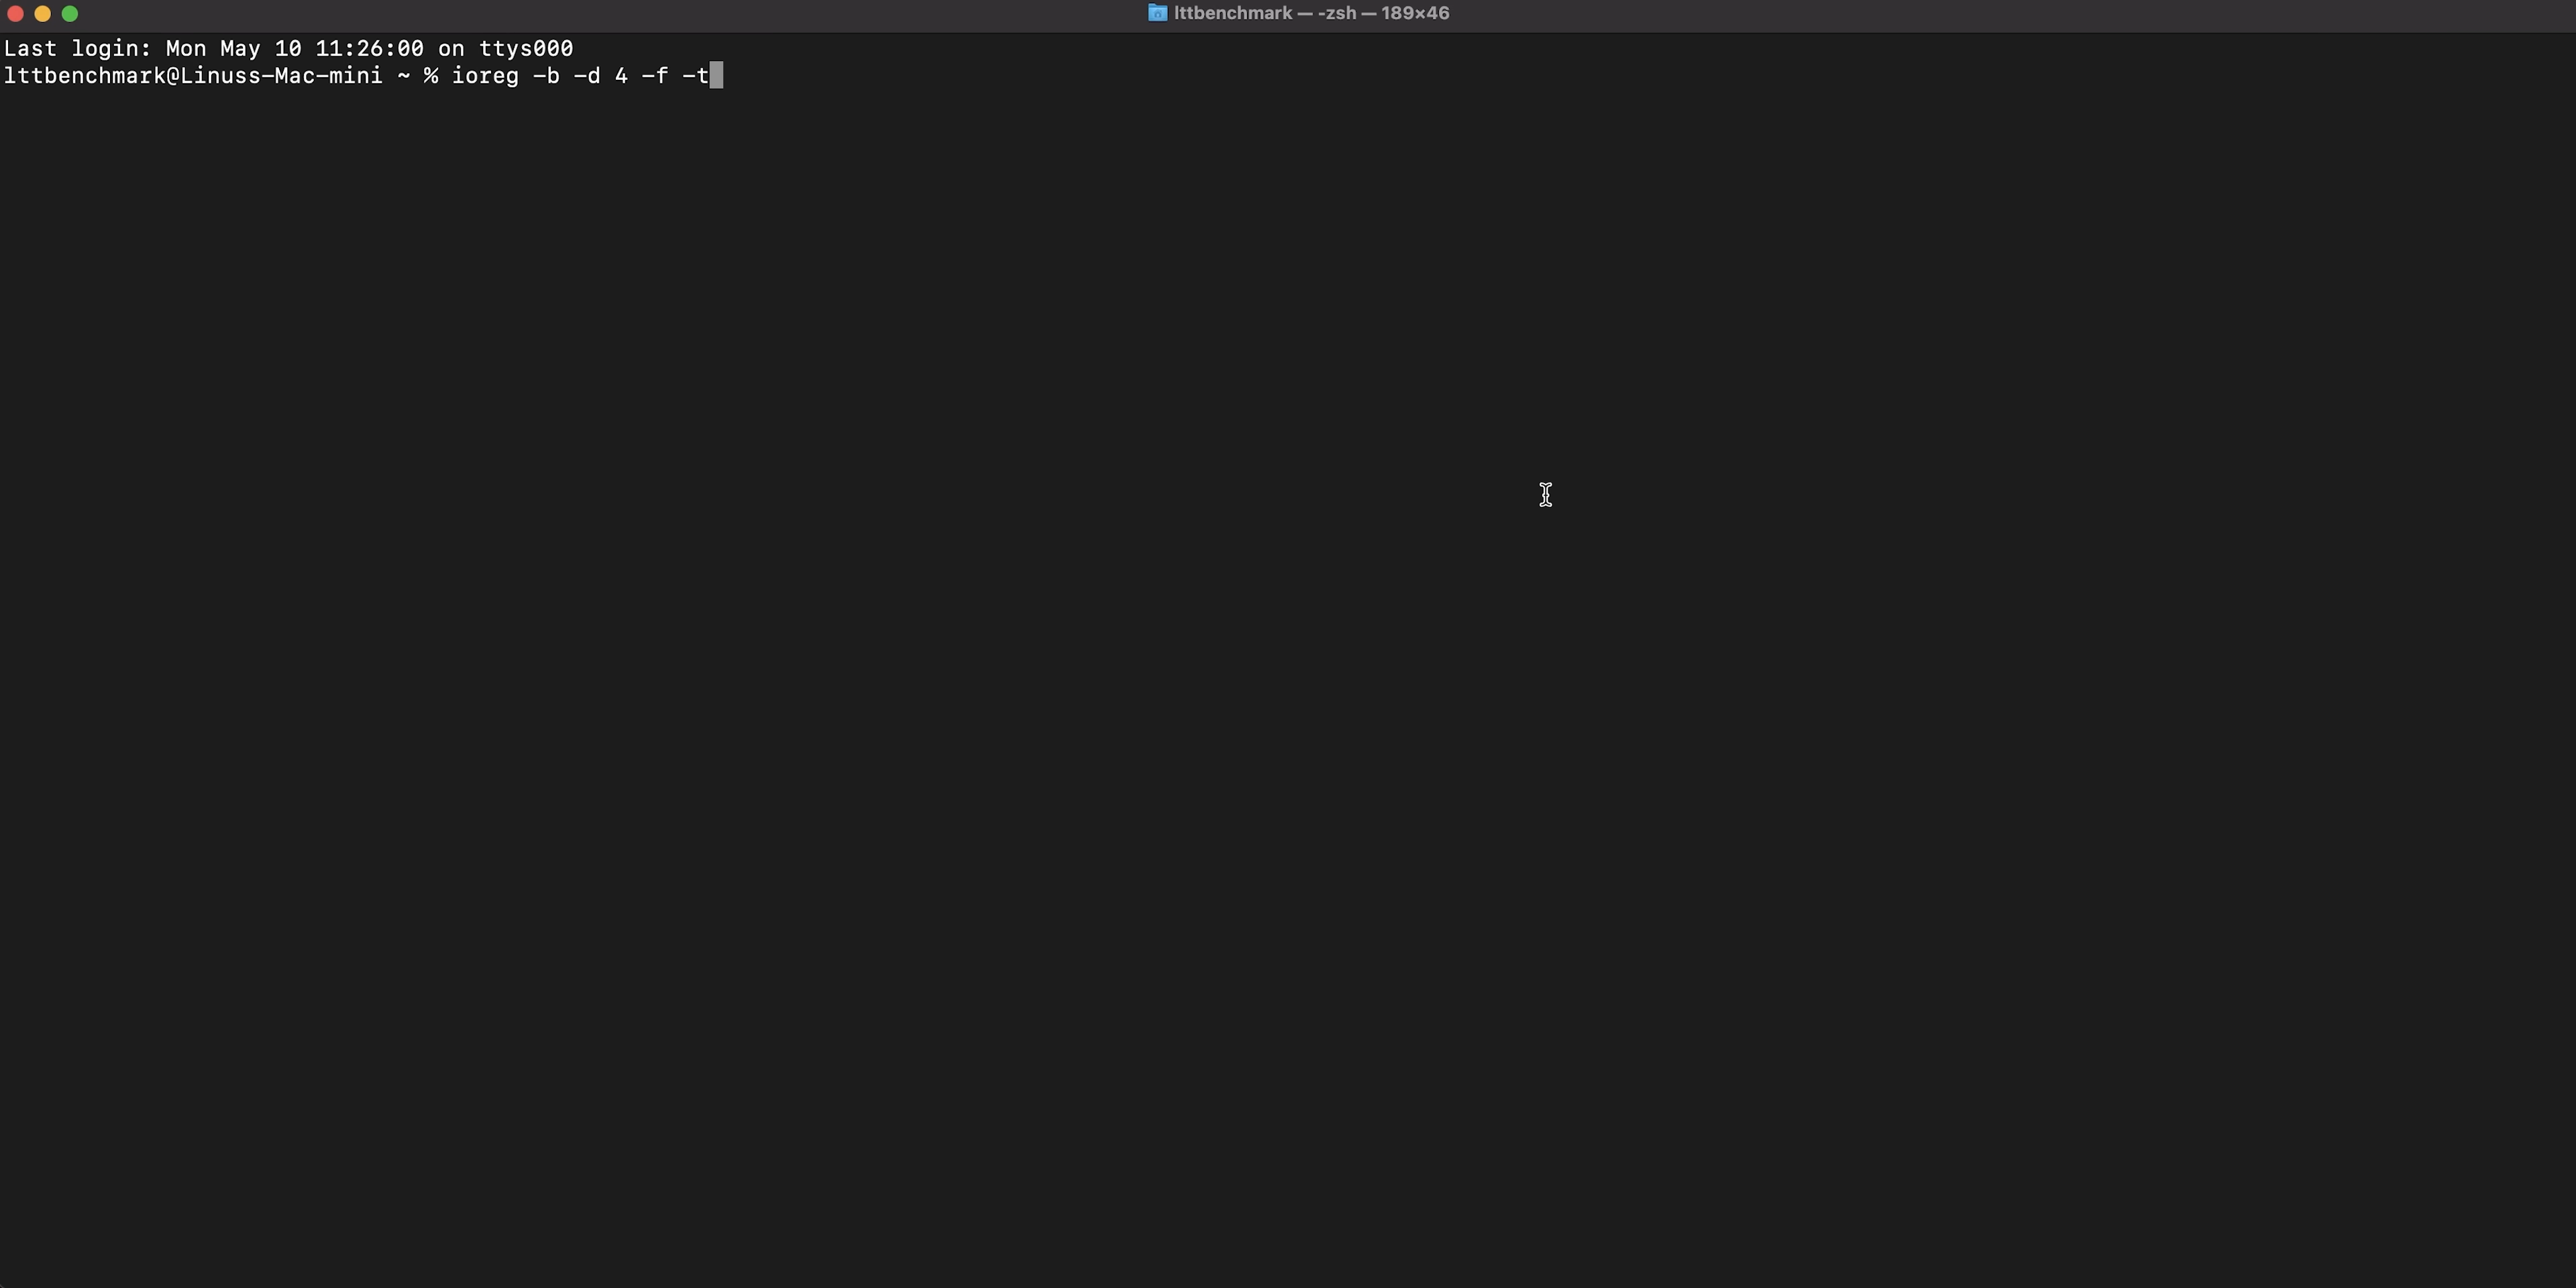 lttbenchmark — -zsh — 189×46
Last login: Mon May 10 11:26:00 on ttys000
lttbenchmark@Linuss-Mac-mini ~ % ioreg -b -d 4 -f -t